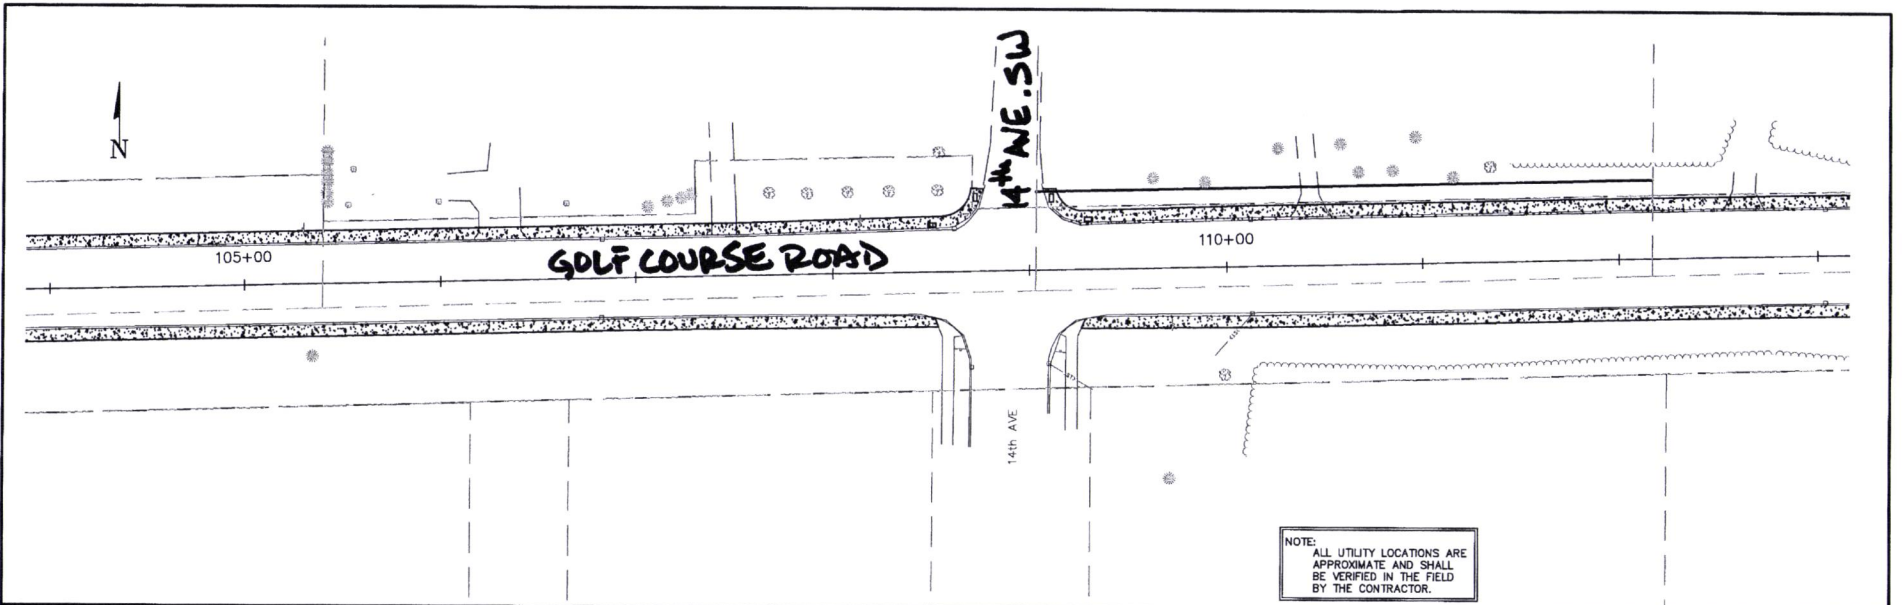 14th AVE. SW
N
110+00
105+00
GOLF COURSE ROAD
14th AVE
NOTE:
ALL UTILITY LOCATIONS ARE
APPROXIMATE AND SHALL
BE VERIFIED IN THE FIELD
BY THE CONTRACTOR.